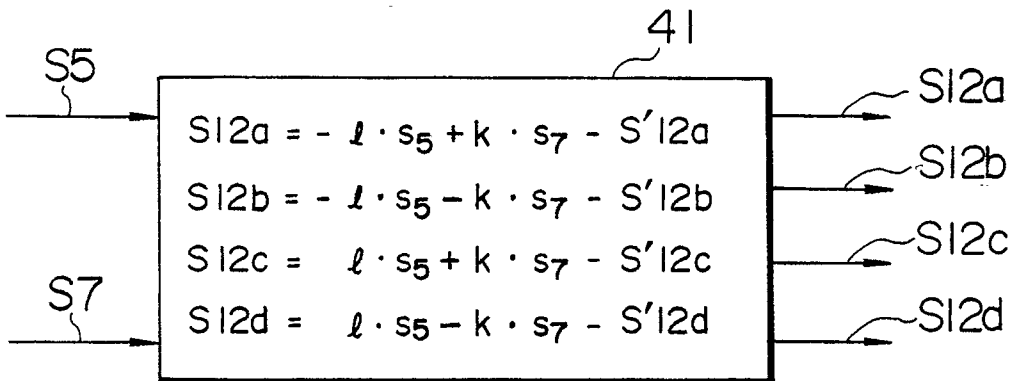 41
S5
S12a
S12a = - ℓ · s5 + k · s7 - S'12a
S12b
S12b = - ℓ · s5 - k · s7 - S'12b
S12c
S12c = ℓ · s5 + k · s7 - S'12c
S7
S12d
S12d = ℓ · s5 - k · s7 - S'12d